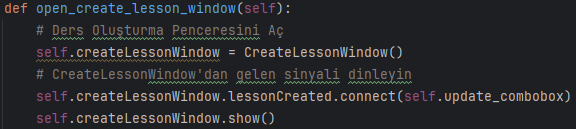 def open_create_lesson_window(self):
# Ders Oluşturma Penceresini Aç
self.createLessonWindow = CreateLessonWindow()
# CreateLessonWindow'dan gelen sinyali dinleyin
self.createLessonWindow.lessonCreated.connect(self.update_combobox)
self.createLessonWindow.show()